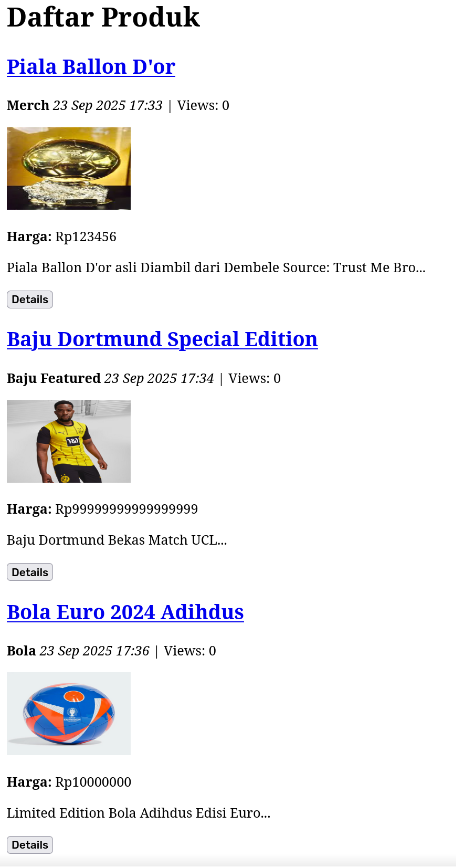 Daftar Produk
Piala Ballon D'or
Merch 23 Sep 2025 17:33 | Views: 0
Harga: Rp123456
Piala Ballon D'or asli Diambil dari Dembele Source: Trust Me Bro...
Details
Baju Dortmund Special Edition
Baju Featured 23 Sep 2025 17:34 | Views: 0
Harga: Rp99999999999999999
Baju Dortmund Bekas Match UCL...
Details
Bola Euro 2024 Adihdus
Bola 23 Sep 2025 17:36 | Views: 0
Harga: Rp10000000
Limited Edition Bola Adihdus Edisi Euro...
Details